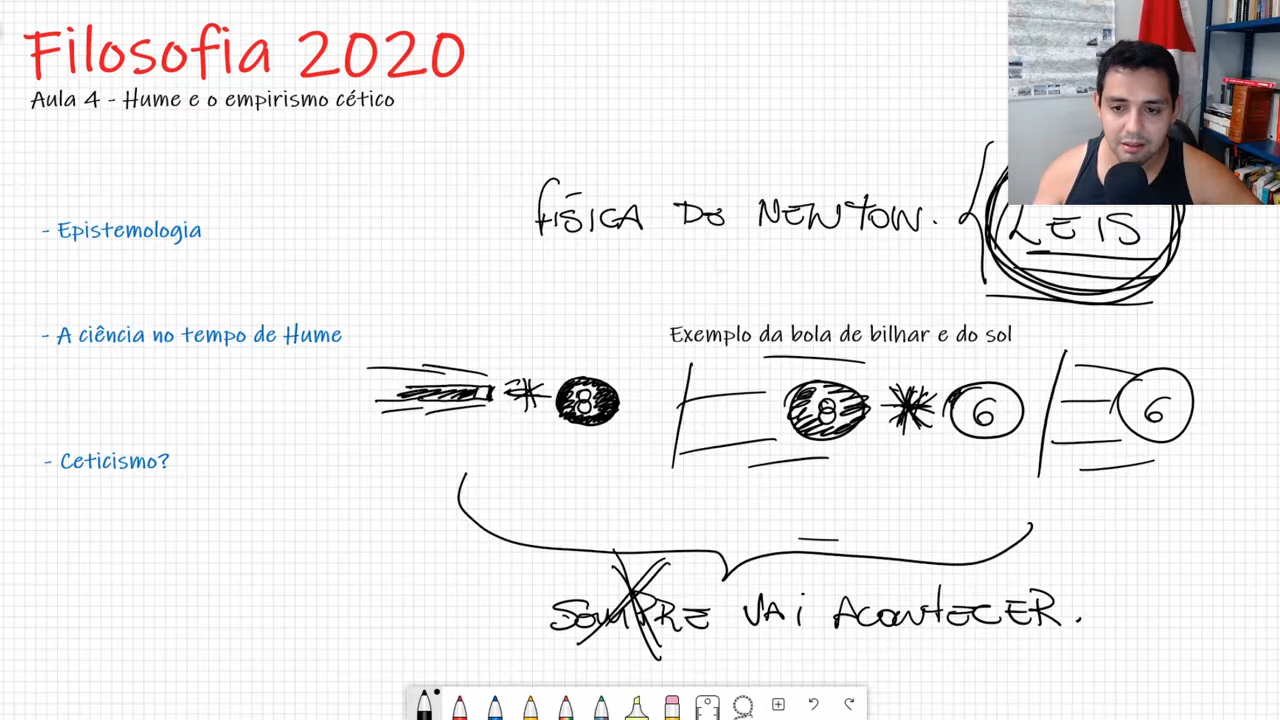 Filosofia 2020
Aula 4 - Hume e o empirismo cético
- Epistemologia
FÍSICA DO NEWTON.
LEIS
- A ciência no tempo de Hume
Exemplo da bola de bilhar e do sol
8
8
6
6
- Ceticismo?
SEMPRE VAI ACONTECER.